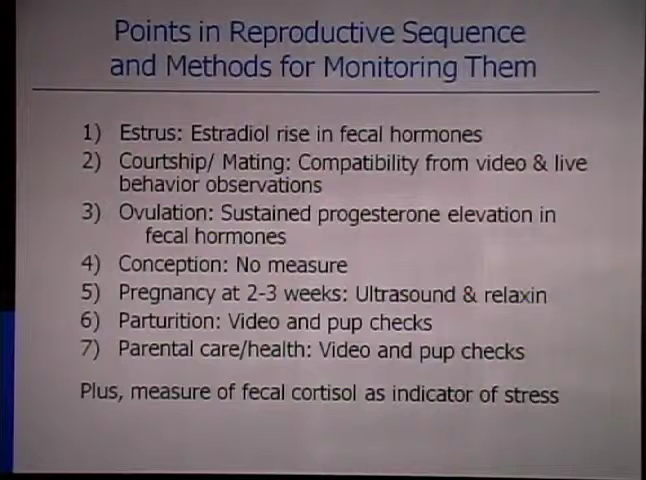 Points in Reproductive Sequence
and Methods for Monitoring Them
1) Estrus: Estradiol rise in fecal hormones
2) Courtship/ Mating: Compatibility from video & live
behavior observations
3) Ovulation: Sustained progesterone elevation in
fecal hormones
4) Conception: No measure
5) Pregnancy at 2-3 weeks: Ultrasound & relaxin
6) Parturition: Video and pup checks
7) Parental care/health: Video and pup checks
Plus, measure of fecal cortisol as indicator of stress